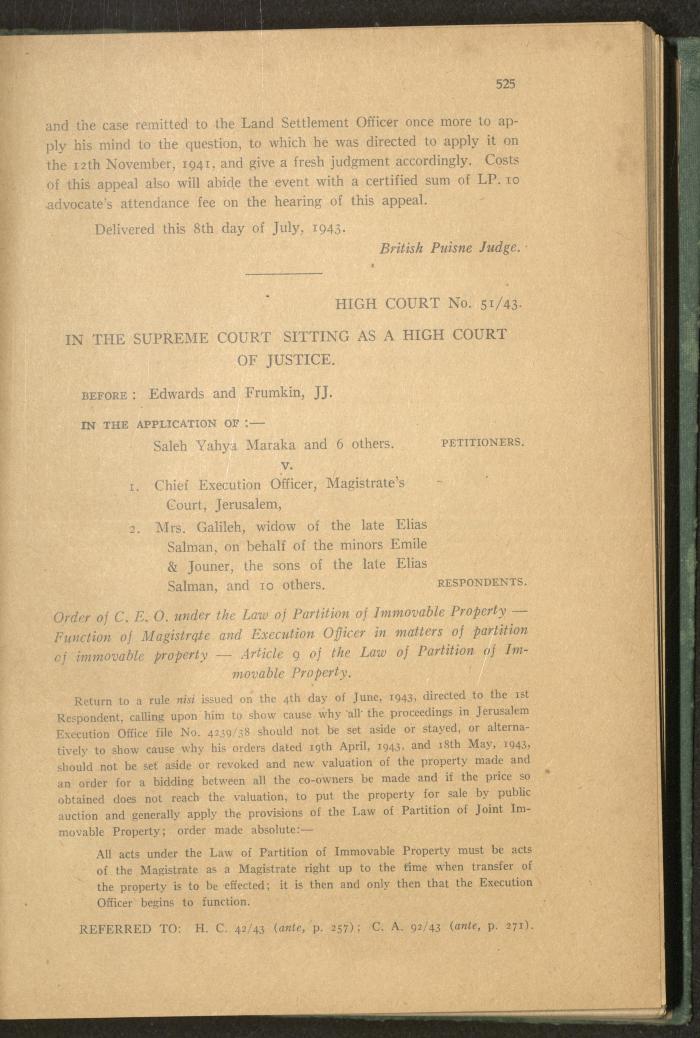 525
and the case remitted to the Land Settlement Officer once more to ap-
ply his mind to the question, to which he was directed to apply it on
the 12th November, 1941, and give a fresh judgment accordingly. Costs
of this appeal also will abide the event with a certified sum of LP. 10
advocate's attendance fee on the hearing of this appeal.
Delivered this 8th day of July, 1943.
British Puisne Judge.
HIGH COURT No. 51/43.
IN THE SUPREME COURT SITTING AS A HIGH COURT
OF JUSTICE.
BEFORE : Edwards and Frumkin, JJ.
IN THE APPLICATION OF :—
Saleh Yahya Maraka and 6 others. PETITIONERS.
v.
1. Chief Execution Officer, Magistrate's
Court, Jerusalem,
2. Mrs. Galileh, widow of the late Elias
Salman, on behalf of the minors Emile
& Jouner, the sons of the late Elias
Salman, and 10 others. RESPONDENTS.
Order of C. E. O. under the Law of Partition of Immovable Property —
Function of Magistrate and Execution Officer in matters of partition
of immovable property — Article 9 of the Law of Partition of Im-
movable Property.
Return to a rule nisi issued on the 4th day of June, 1943, directed to the 1st
Respondent, calling upon him to show cause why all the proceedings in Jerusalem
Execution Office file No. 4239/38 should not be set aside or stayed, or alterna-
tively to show cause why his orders dated 19th April, 1943, and 18th May, 1943,
should not be set aside or revoked and new valuation of the property made and
an order for a bidding between all the co-owners be made and if the price so
obtained does not reach the valuation, to put the property for sale by public
auction and generally apply the provisions of the Law of Partition of Joint Im-
movable Property; order made absolute:—
All acts under the Law of Partition of Immovable Property must be acts
of the Magistrate as a Magistrate right up to the time when transfer of
the property is to be effected; it is then and only then that the Execution
Officer begins to function.
REFERRED TO: H. C. 42/43 (ante, p. 257); C. A. 92/43 (ante, p. 271).